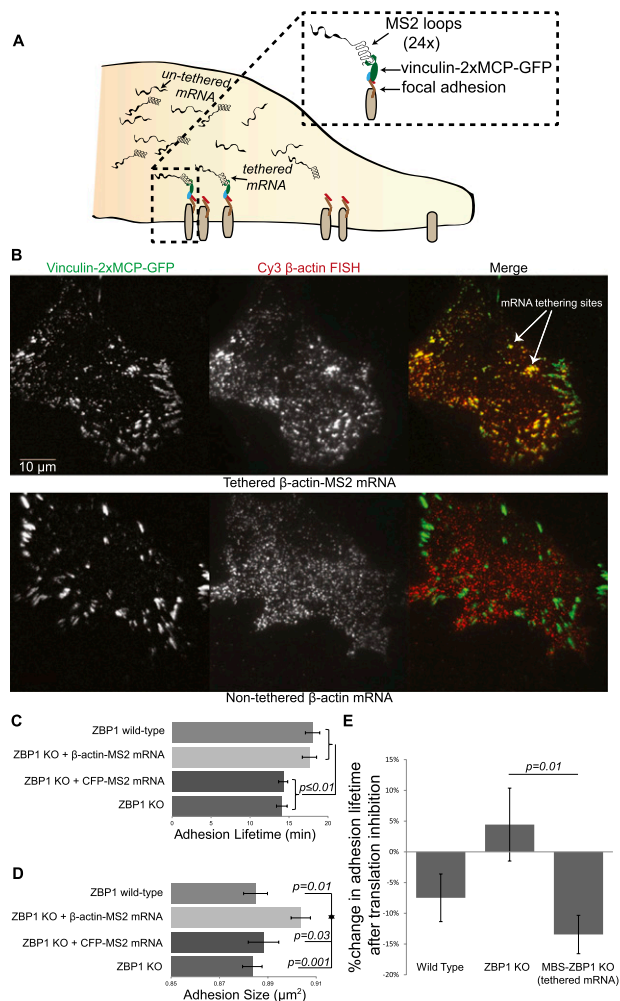 A
MS2 loops
(24x)
un-tethered
mRNA
vinculin-2xMCP-GFP
focal adhesion
tethered
mRNA
B
Vinculin-2xMCP-GFP Cy3 β-actin FISH Merge
mRNA tethering sites
10 μm
Tethered β-actin-MS2 mRNA
Non-tethered β-actin mRNA
C
ZBP1 wild-type
ZBP1 KO + β-actin-MS2 mRNA
ZBP1 KO + CFP-MS2 mRNA
p≤0.01
ZBP1 KO
0 5 10 15 20
Adhesion Lifetime (min)
D
ZBP1 wild-type
p=0.01
ZBP1 KO + β-actin-MS2 mRNA
ZBP1 KO + CFP-MS2 mRNA
p=0.03
ZBP1 KO
p=0.001
0.85 0.87 0.89 0.91
Adhesion Size (μm²)
E
%change in adhesion lifetime
after translation inhibition
15%
10%
5%
0%
-5%
-10%
-15%
-20%
p=0.01
Wild Type ZBP1 KO MBS-ZBP1 KO
(tethered mRNA)